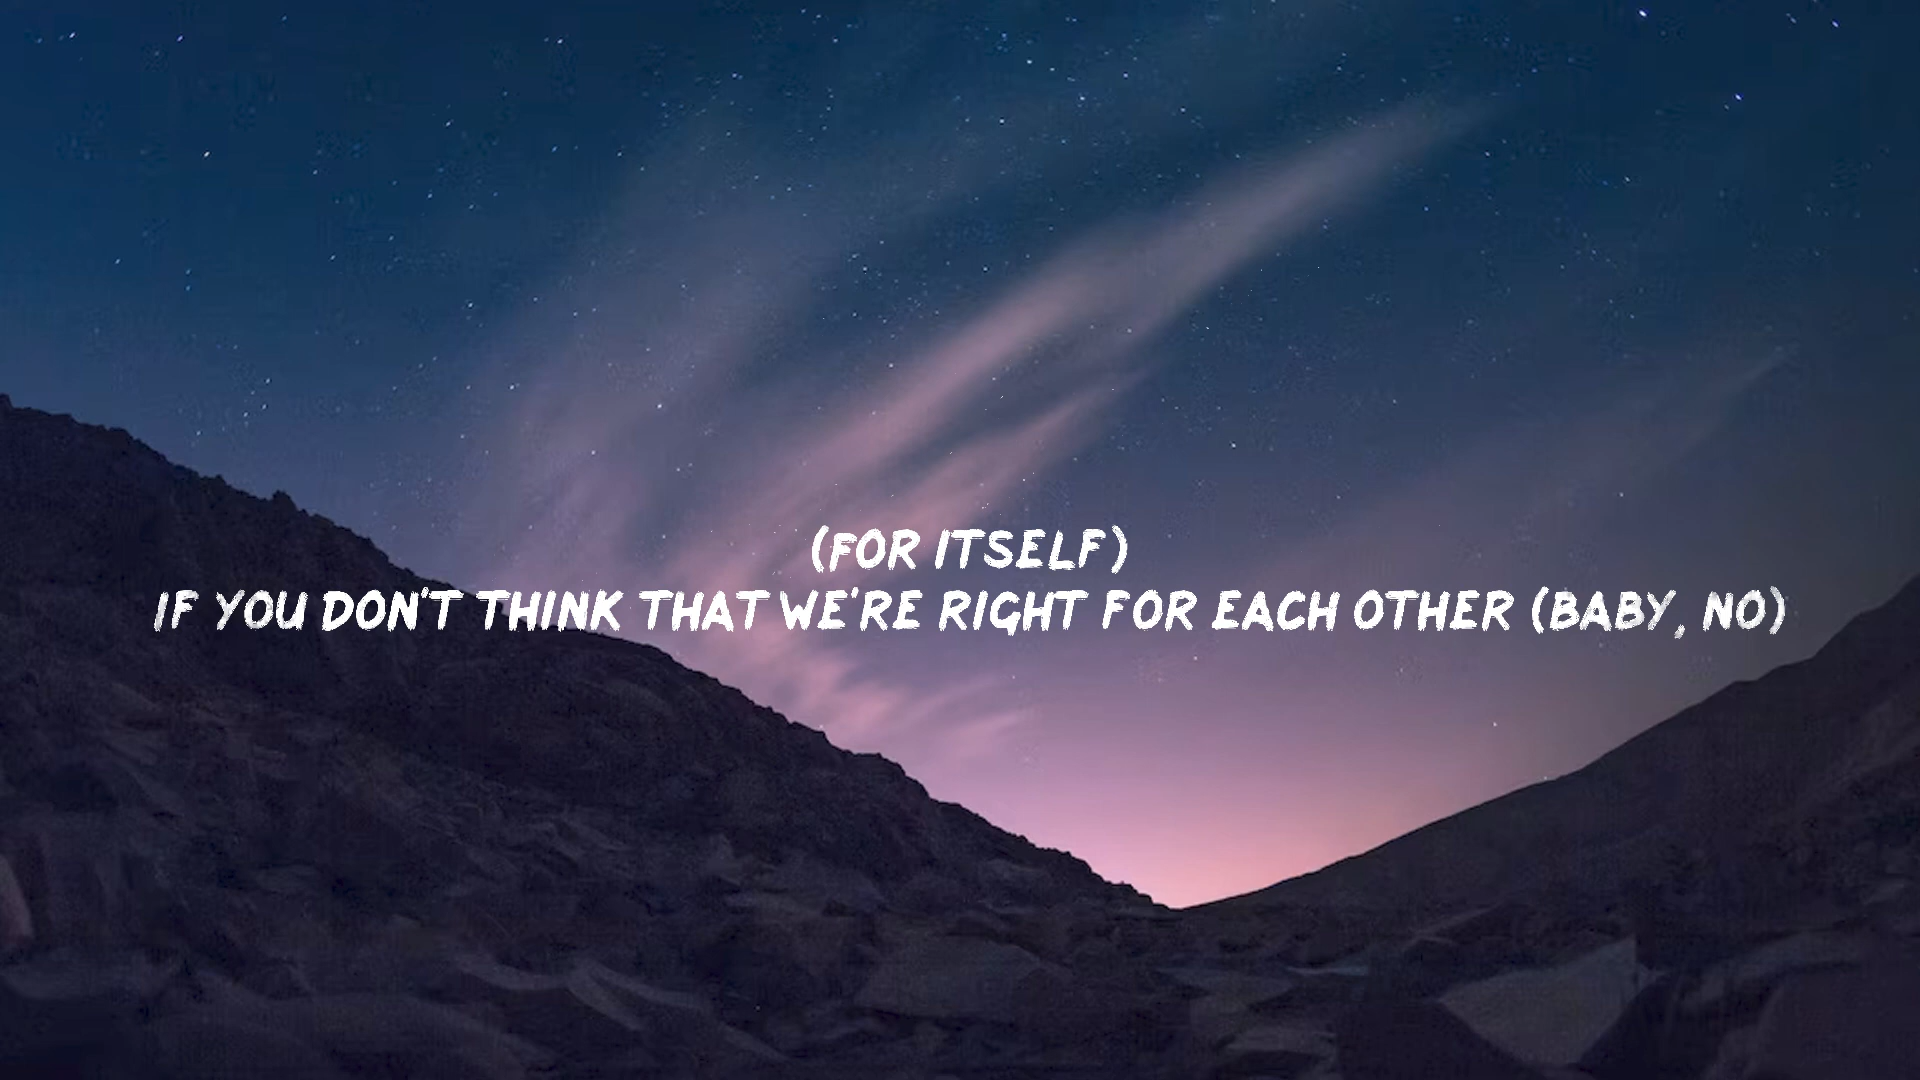 (FOR ITSELF)
IF YOU DON'T THINK THAT WE'RE RIGHT FOR EACH OTHER (BABY, NO)